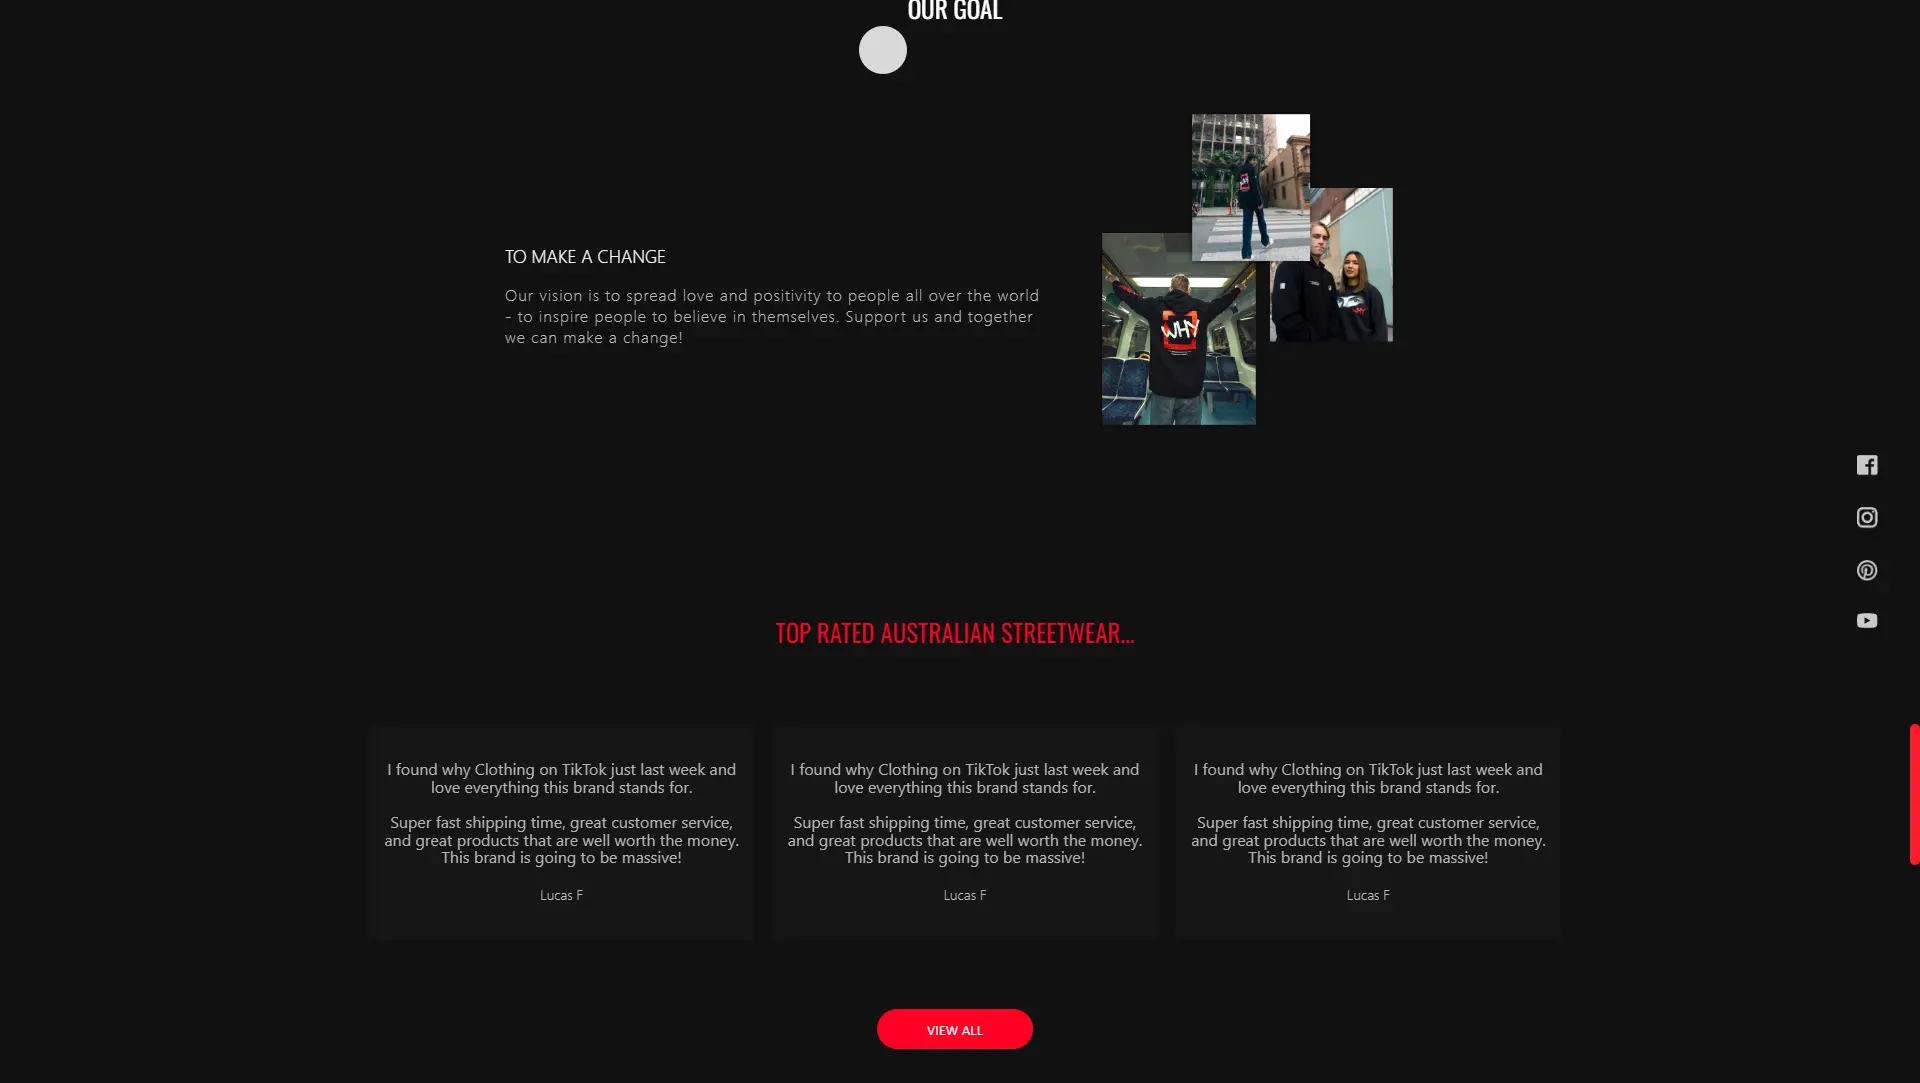 OUR GOAL
TO MAKE A CHANGE
Our vision is to spread love and positivity to people all over the world
- to inspire people to believe in themselves. Support us and together
we can make a change!
WHY
TOP RATED AUSTRALIAN STREETWEAR...
I found why Clothing on TikTok just last week and
love everything this brand stands for.
Super fast shipping time, great customer service,
and great products that are well worth the money.
This brand is going to be massive!
Lucas F
I found why Clothing on TikTok just last week and
love everything this brand stands for.
Super fast shipping time, great customer service,
and great products that are well worth the money.
This brand is going to be massive!
Lucas F
I found why Clothing on TikTok just last week and
love everything this brand stands for.
Super fast shipping time, great customer service,
and great products that are well worth the money.
This brand is going to be massive!
Lucas F
VIEW ALL